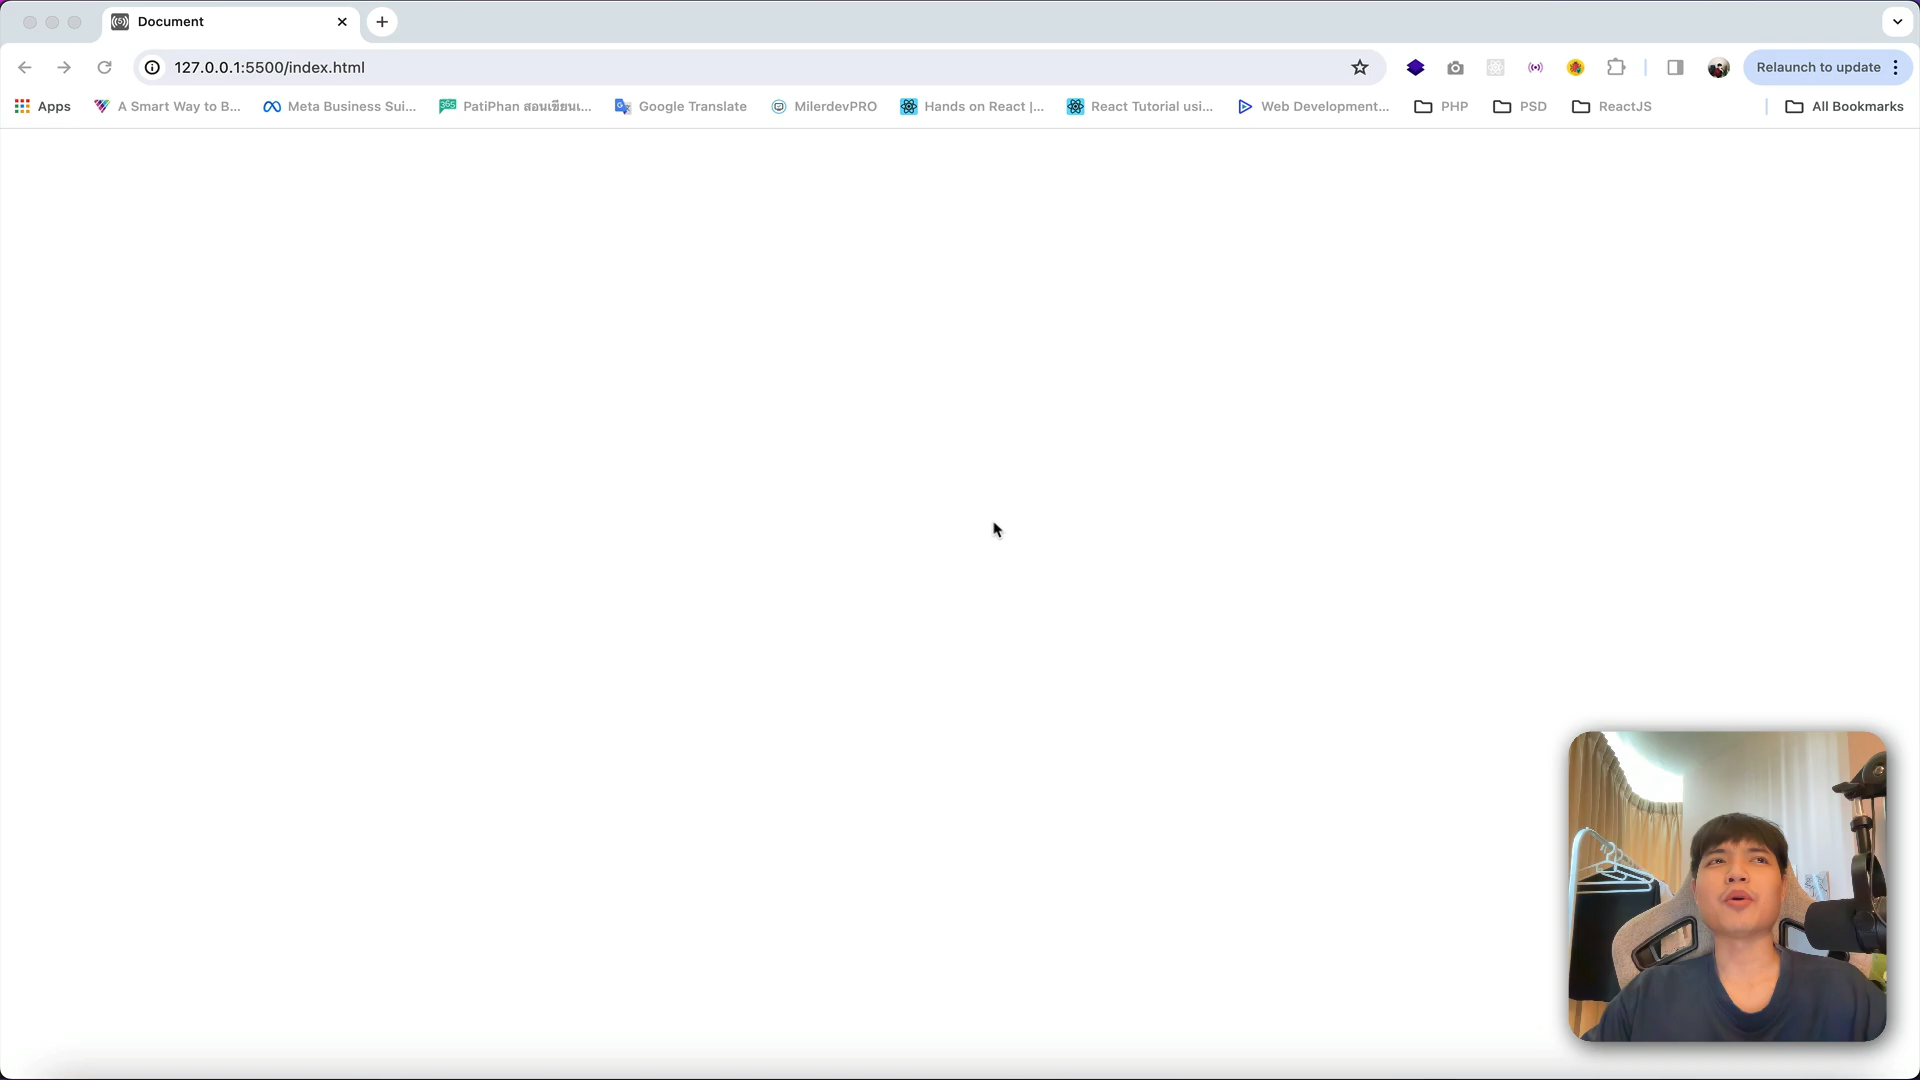 Document
127.0.0.1:5500/index.html
Relaunch to update
Apps
A Smart Way to B...
Meta Business Sui...
365
PatiPhan สอนเขียนเ...
Google Translate
MilerdevPRO
Hands on React |...
React Tutorial usi...
Web Development...
PHP
PSD
ReactJS
All Bookmarks